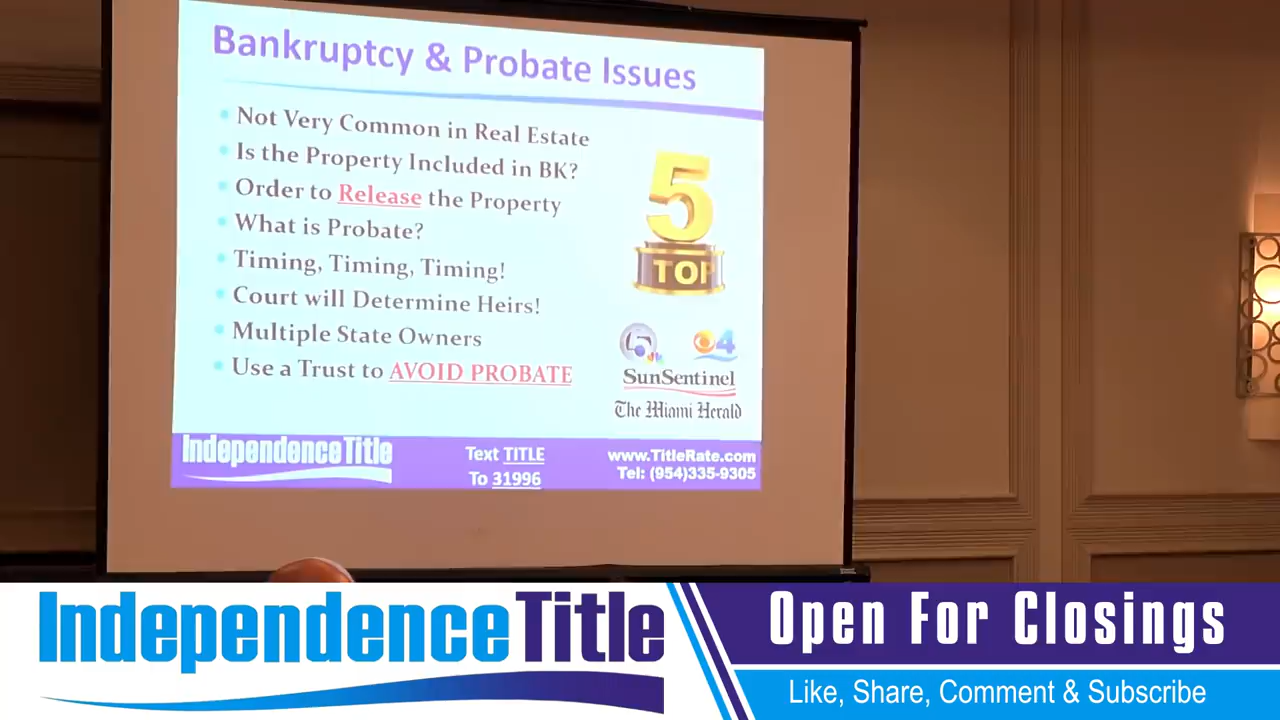 Bankruptcy & Probate Issues
Not Very Common in Real Estate
Is the Property Included in BK?
Order to Release the Property
What is Probate?
Timing, Timing, Timing!
Court will Determine Heirs!
Multiple State Owners
Use a Trust to AVOID PROBATE
5
TOP
5
4
SunSentinel
The Miami Herald
IndependenceTitle
Text TITLE
To 31996
www.TitleRate.com
Tel: (954)335-9305
IndependenceTitle
Open For Closings
Like, Share, Comment & Subscribe